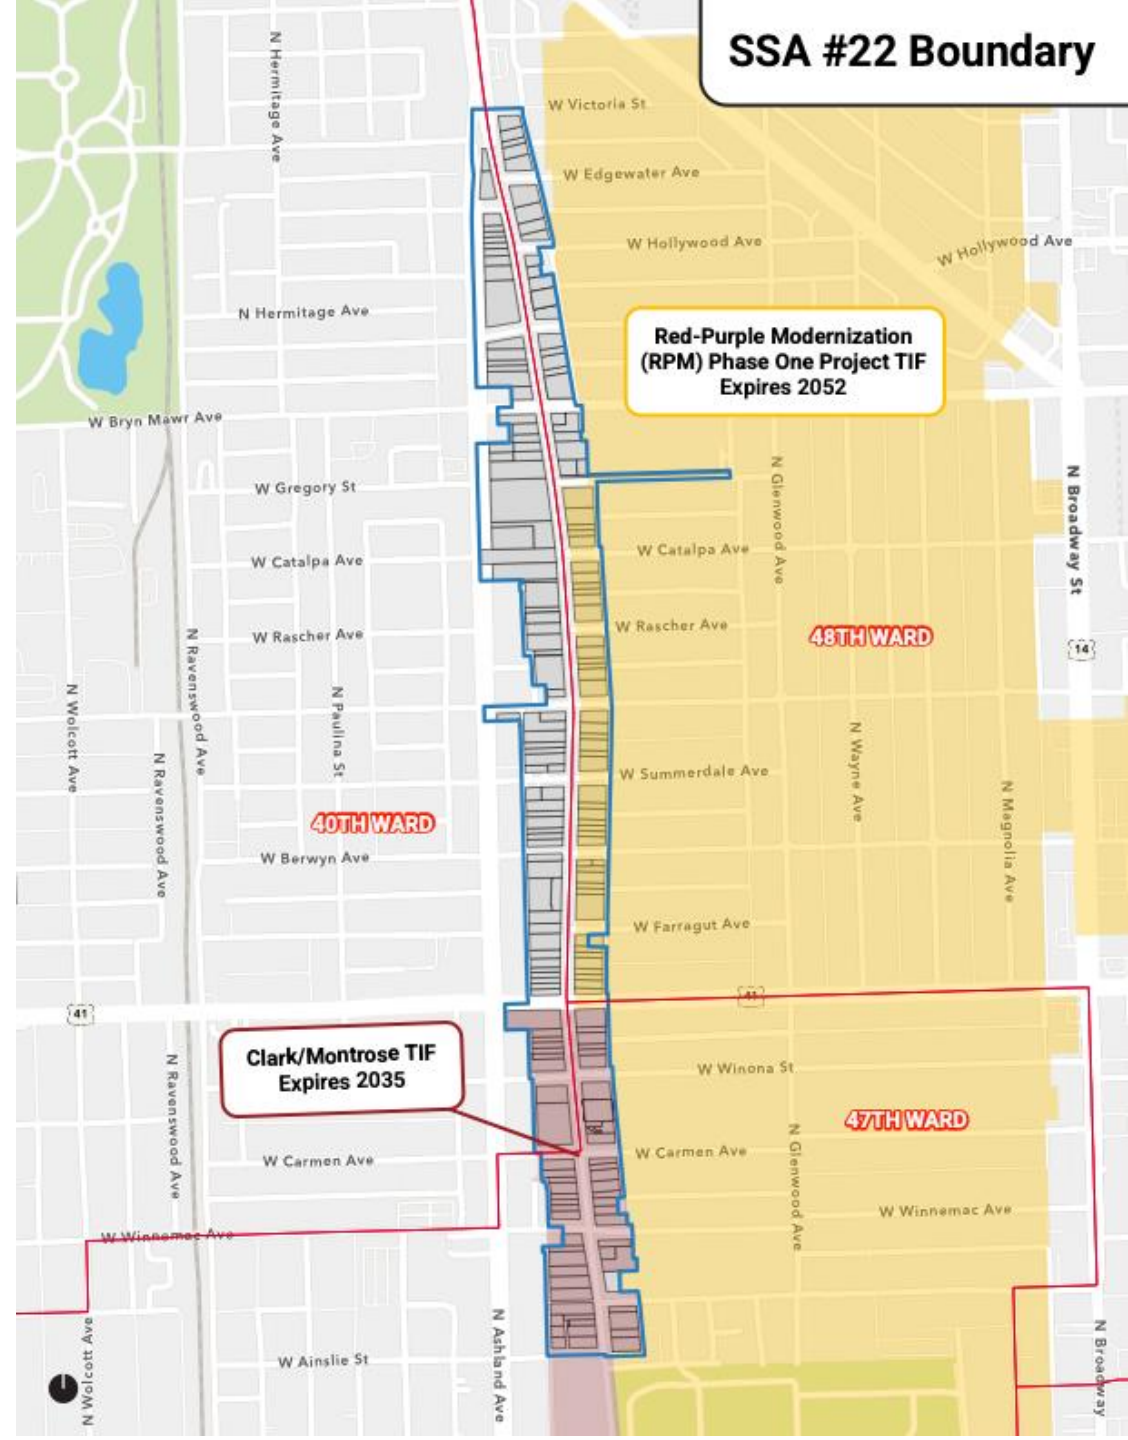 SSA #22 Boundary
N Hermitage Ave
W Victoria St
W Edgewater Ave
W Hollywood Ave
W Hollywood Ave
N Hermitage Ave
Red-Purple Modernization
(RPM) Phase One Project TIF
Expires 2052
W Bryn Mawr Ave
W Gregory St
N Glenwood Ave
N Broadway St
W Catalpa Ave
W Catalpa Ave
W Rascher Ave
W Rascher Ave
48TH WARD
14
N Ravenswood Ave
N Wolcott Ave
N Paulina St
N Ravenswood Ave
W Summerdale Ave
N Wayne Ave
N Magnolia Ave
40TH WARD
W Berwyn Ave
W Farragut Ave
41
41
Clark/Montrose TIF
Expires 2035
N Ravenswood Ave
W Winona St
47TH WARD
W Carmen Ave
W Carmen Ave
N Glenwood Ave
W Winnemac Ave
W Winnemac Ave
N Wolcott Ave
N Ashland Ave
N Broadway
W Ainslie St